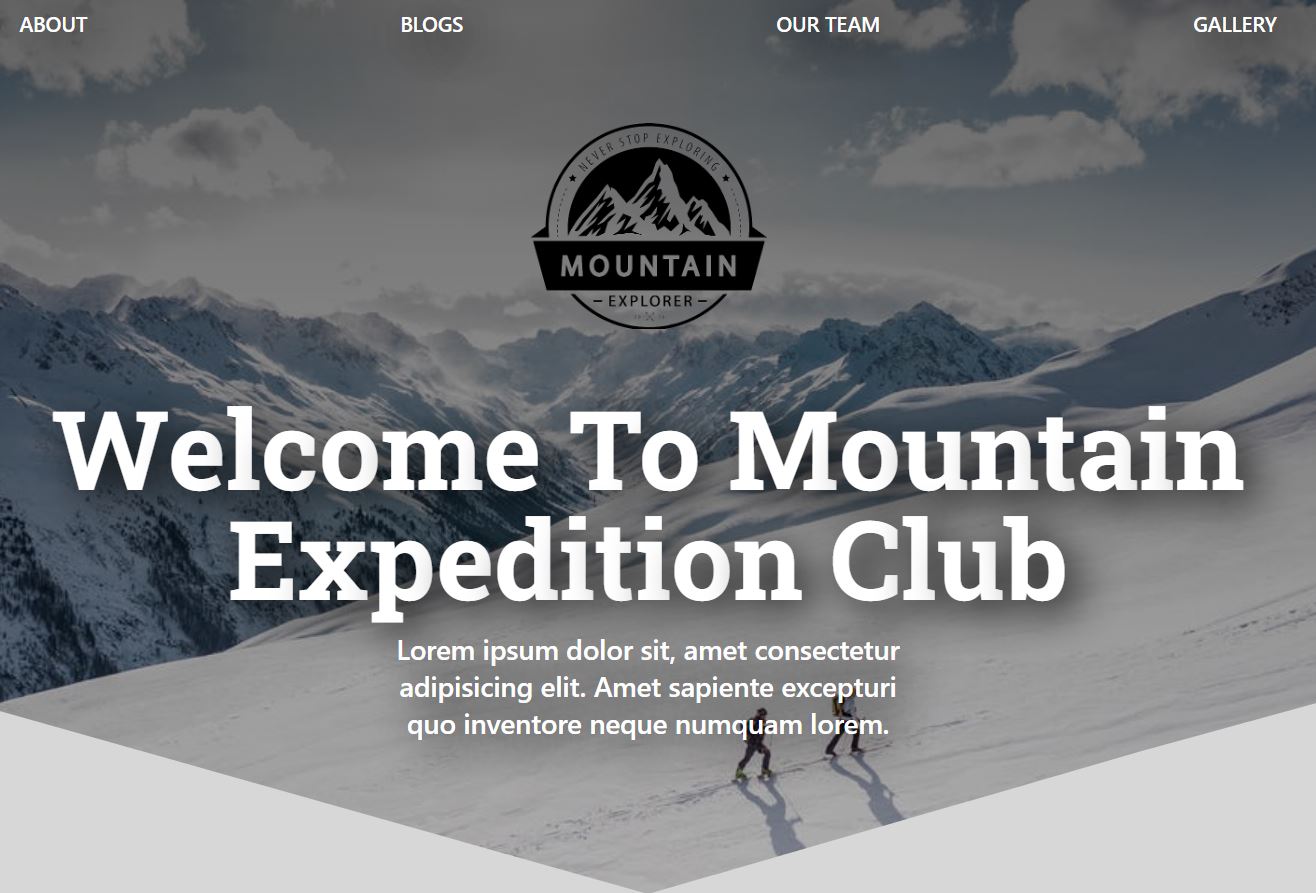 ABOUT BLOGS OUR TEAM GALLERY
NEVER STOP EXPLORING
MOUNTAIN
EXPLORER
Welcome To Mountain
Expedition Club
Lorem ipsum dolor sit, amet consectetur
adipisicing elit. Amet sapiente excepturi
quo inventore neque numquam lorem.